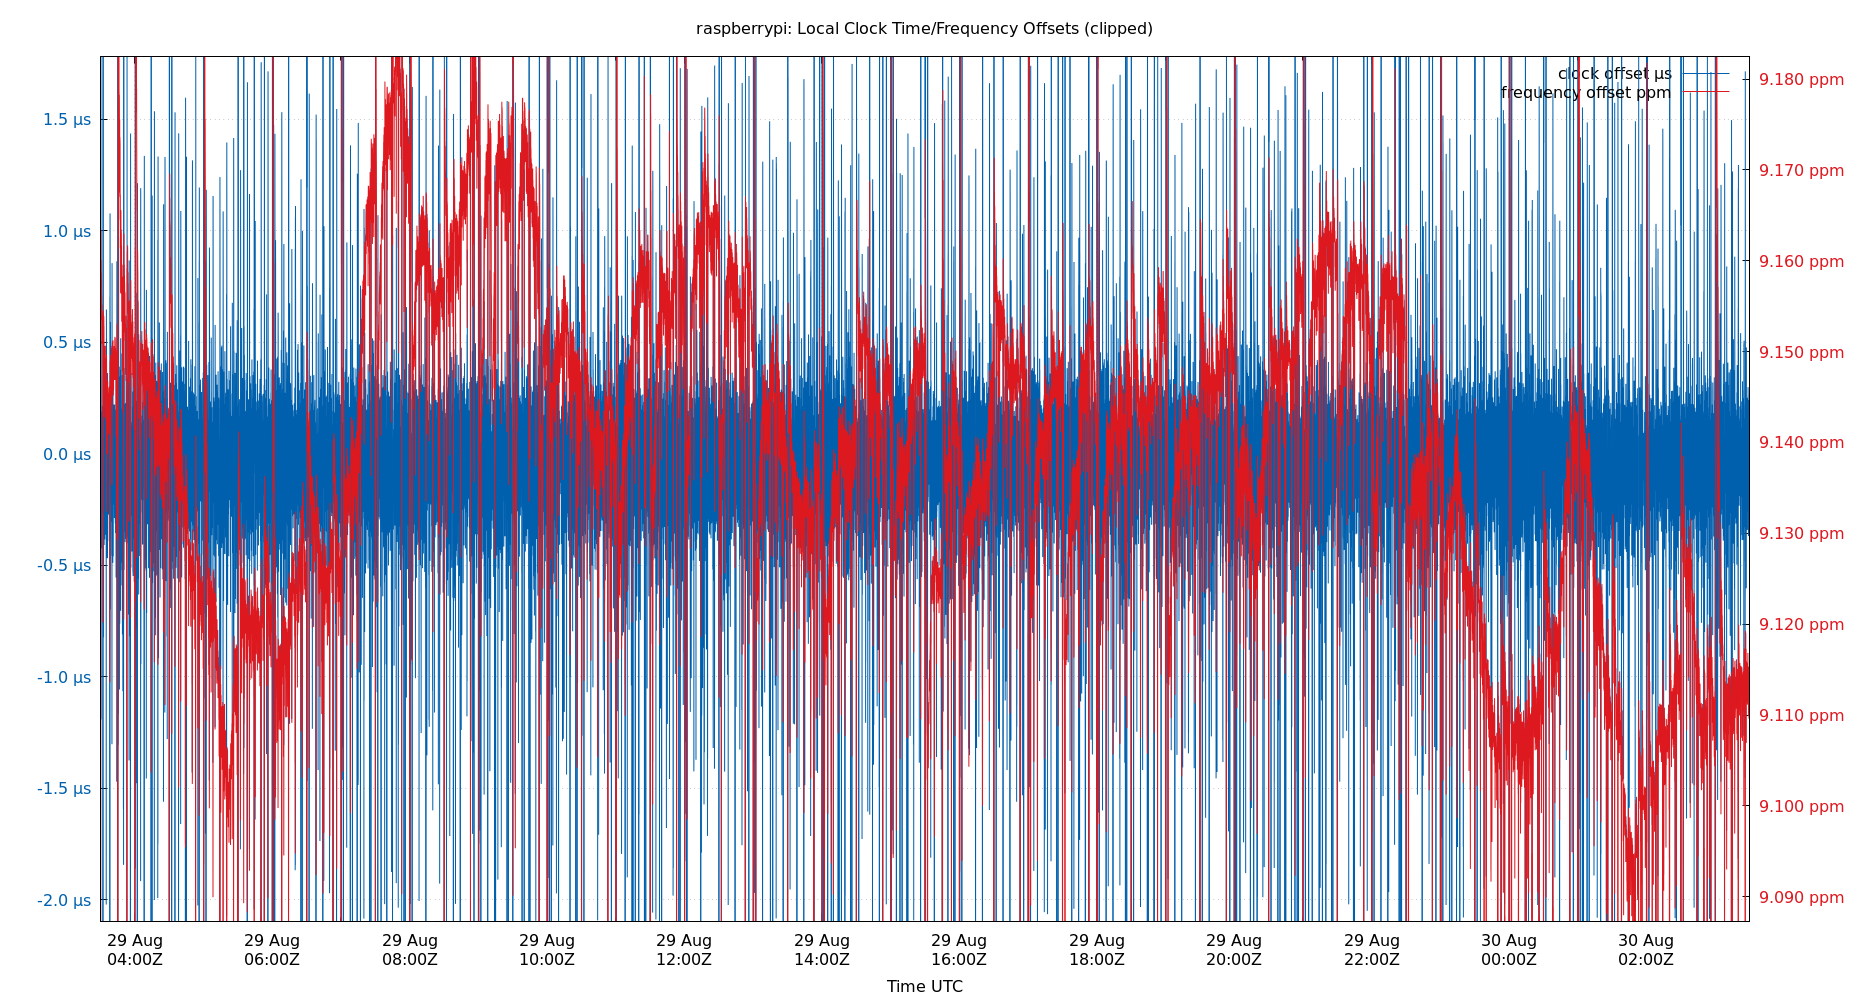 raspberrypi: Local Clock Time/Frequency Offsets (clipped)
clock offset µs
frequency offset ppm
1.5 µs
1.0 µs
0.5 µs
0.0 µs
-0.5 µs
-1.0 µs
-1.5 µs
-2.0 µs
9.180 ppm
9.170 ppm
9.160 ppm
9.150 ppm
9.140 ppm
9.130 ppm
9.120 ppm
9.110 ppm
9.100 ppm
9.090 ppm
29 Aug
04:00Z
29 Aug
06:00Z
29 Aug
08:00Z
29 Aug
10:00Z
29 Aug
12:00Z
29 Aug
14:00Z
29 Aug
16:00Z
29 Aug
18:00Z
29 Aug
20:00Z
29 Aug
22:00Z
30 Aug
00:00Z
30 Aug
02:00Z
Time UTC